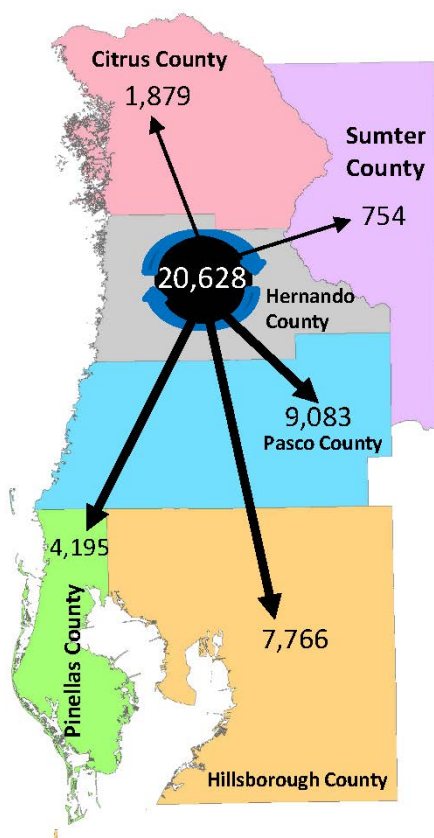 Citrus County
1,879
Sumter
County
754
20,628
Hernando
County
9,083
Pasco County
4,195
Pinellas County
7,766
Hillsborough County